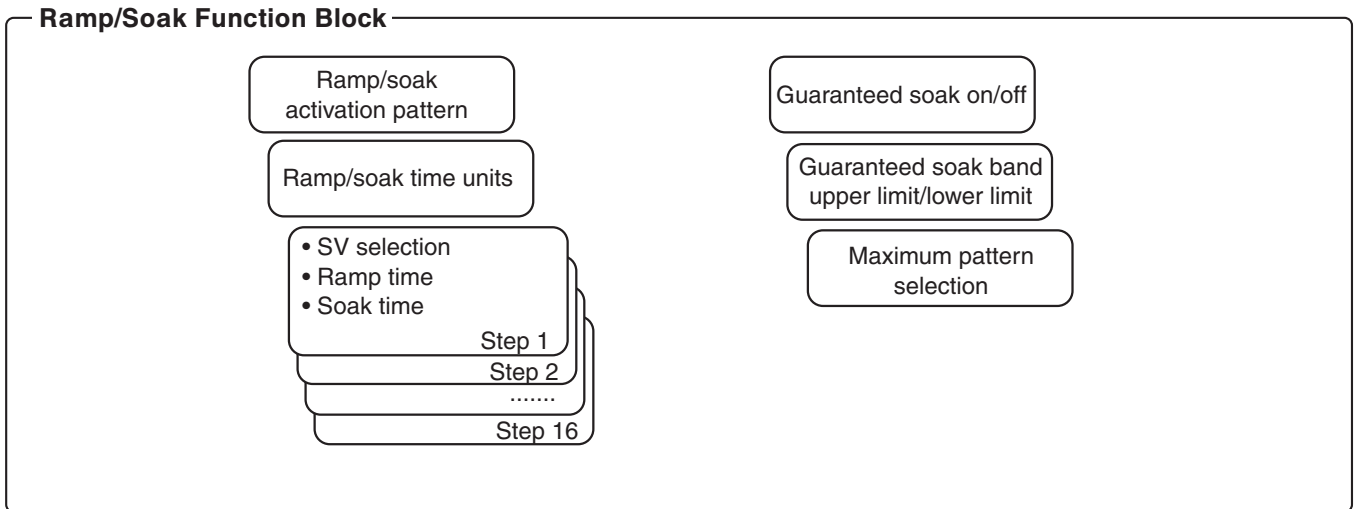 Ramp/Soak Function Block
Ramp/soak
activation pattern
Ramp/soak time units
• SV selection
• Ramp time
• Soak time
Step 1
Step 2
.......
Step 16
Guaranteed soak on/off
Guaranteed soak band
upper limit/lower limit
Maximum pattern
selection